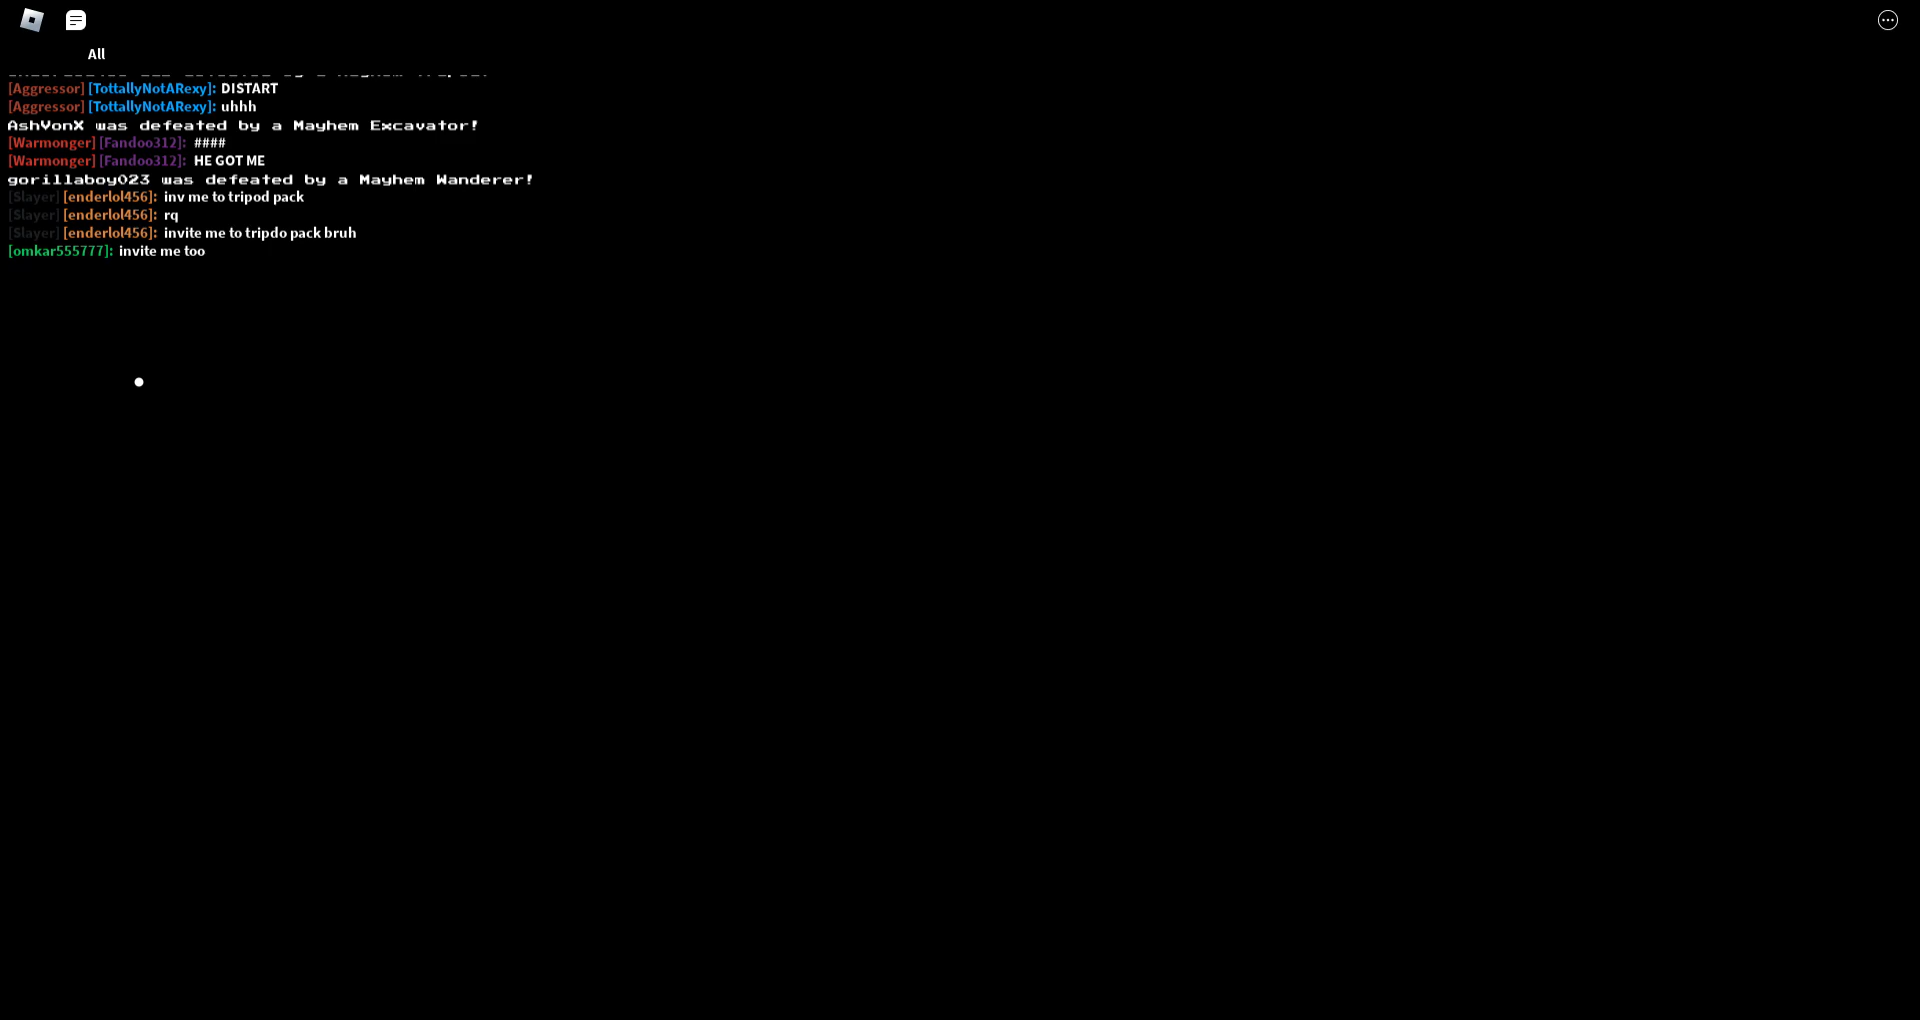 All
[Aggressor] [TottallyNotARexy]: DISTART
[Aggressor] [TottallyNotARexy]: uhhh
AshVonX was defeated by a Mayhem Excavator!
[Warmonger] [Fandoo312]: ####
[Warmonger] [Fandoo312]: HE GOT ME
gorillaboy023 was defeated by a Mayhem Wanderer!
[Slayer] [enderlol456]: inv me to tripod pack
[Slayer] [enderlol456]: rq
[Slayer] [enderlol456]: invite me to tripdo pack bruh
[omkar555777]: invite me too